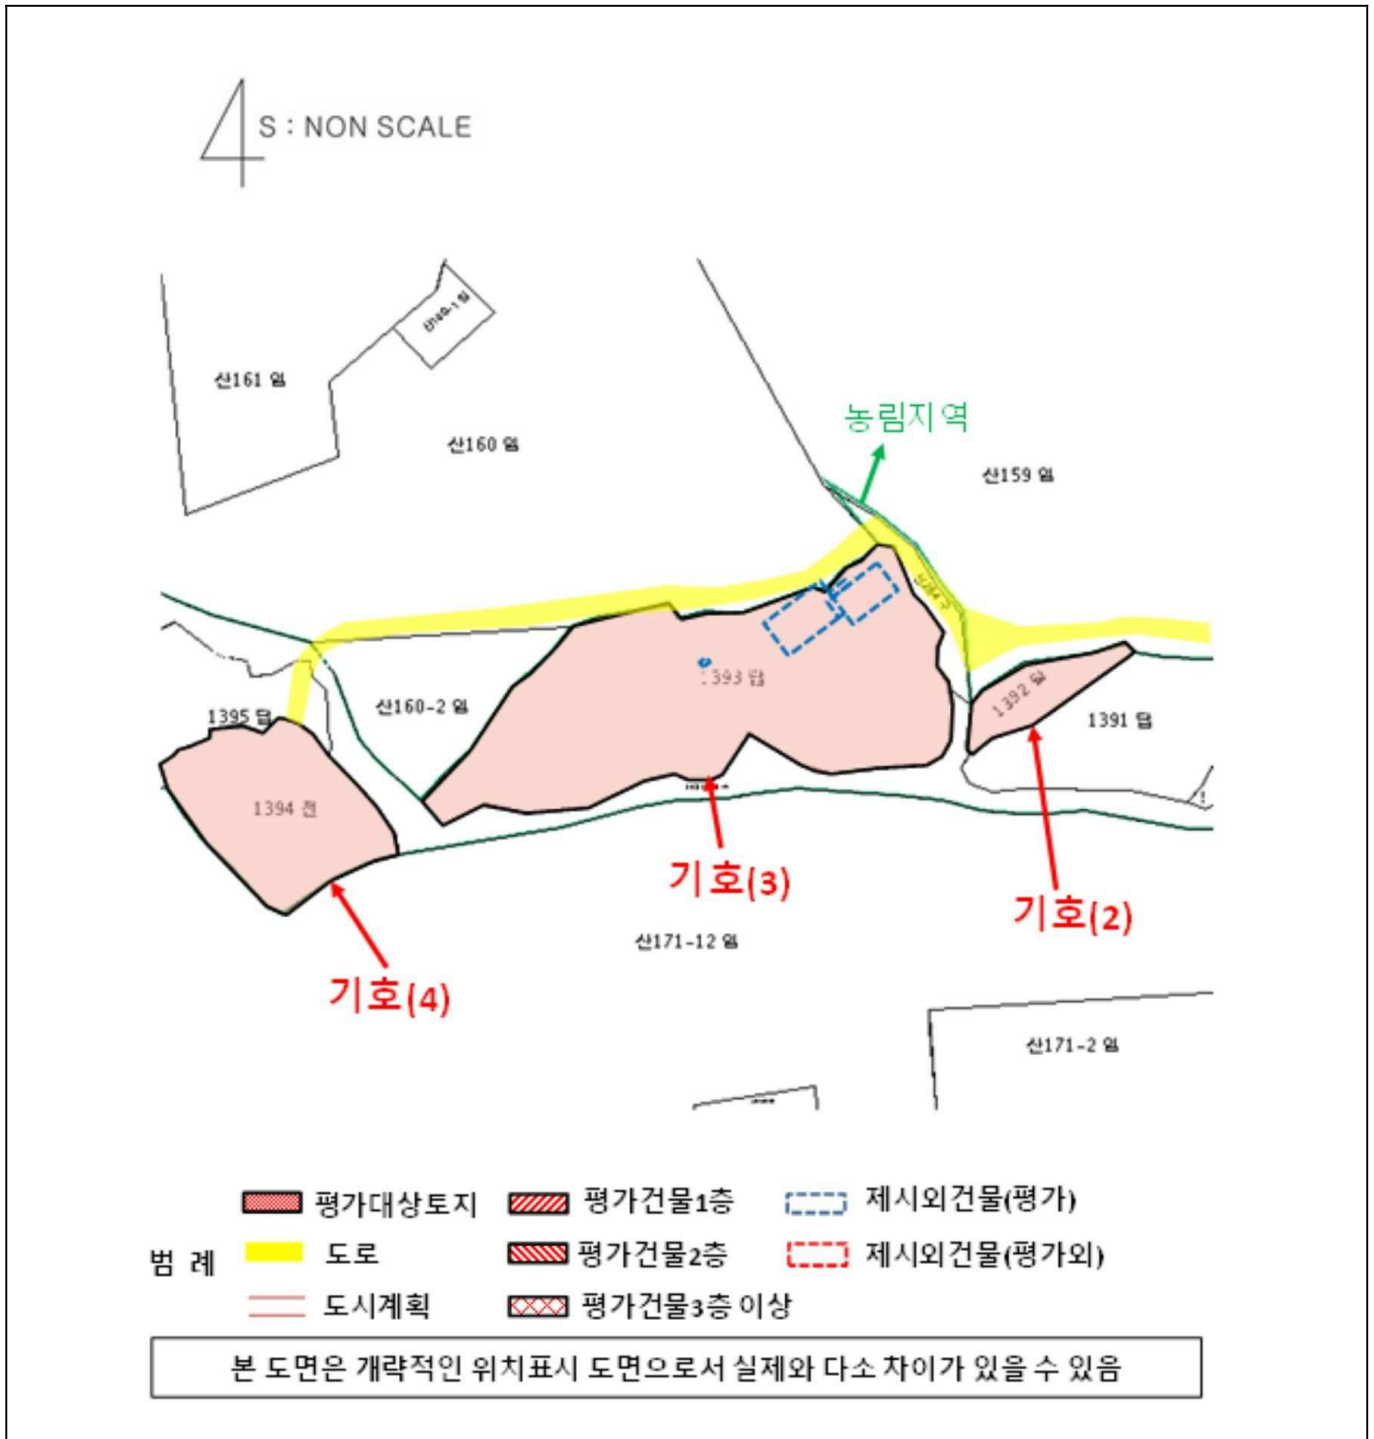 S : NON SCALE
산161 임
산160 임
농림지역
산159 임
산160-2 임
1395 답
1393 답
1392 임
1391 답
1394 전
기호(3)
기호(2)
산171-12 임
기호(4)
산171-2 임
범 례
평가대상토지
평가건물1층
제시외건물(평가)
도로
평가건물2층
제시외건물(평가외)
도시계획
평가건물3층 이상
본 도면은 개략적인 위치표시 도면으로서 실제와 다소 차이가 있을 수 있음